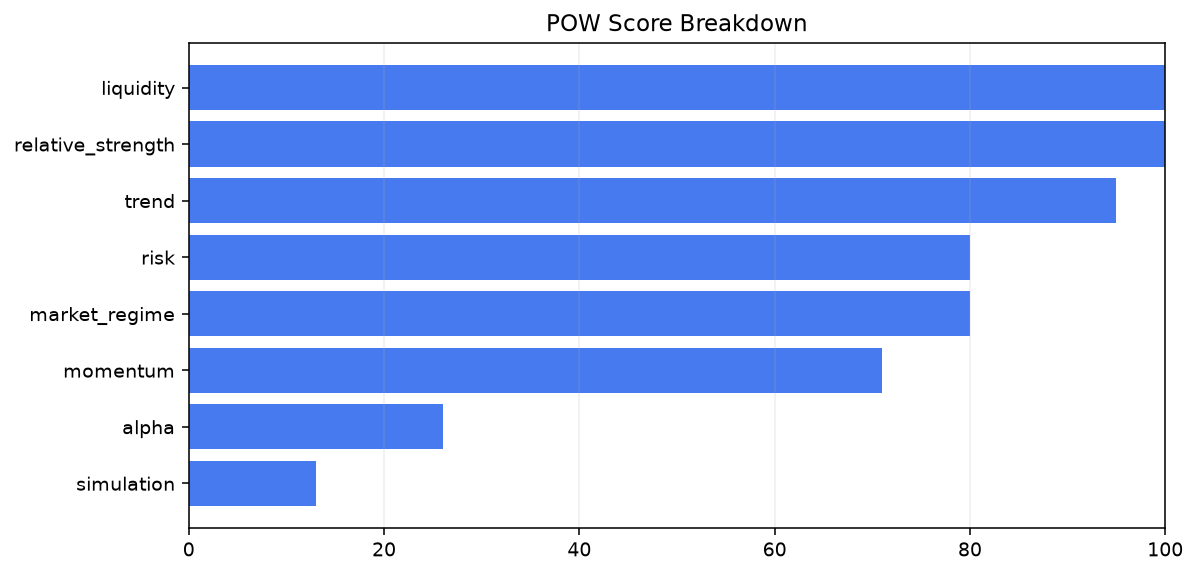 POW Score Breakdown
liquidity
relative_strength
trend
risk
market_regime
momentum
alpha
simulation
0 20 40 60 80 100